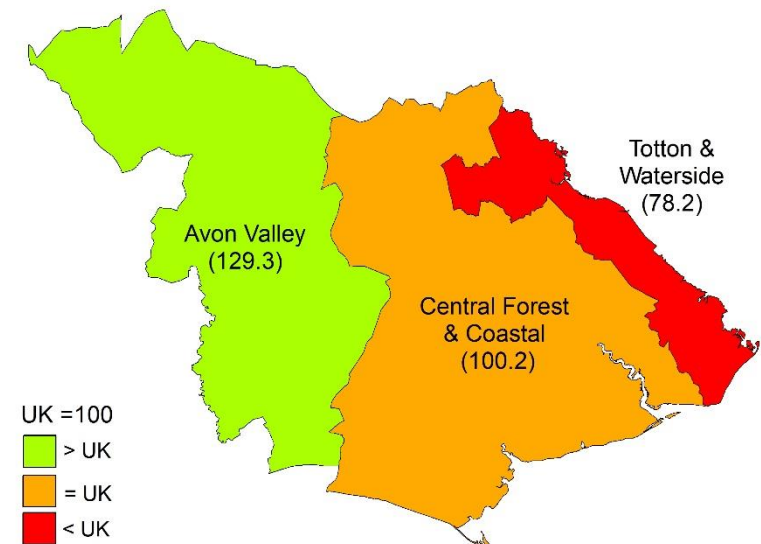 Totton &
Waterside
(78.2)
Avon Valley
(129.3)
Central Forest
& Coastal
(100.2)
UK =100
> UK
= UK
< UK